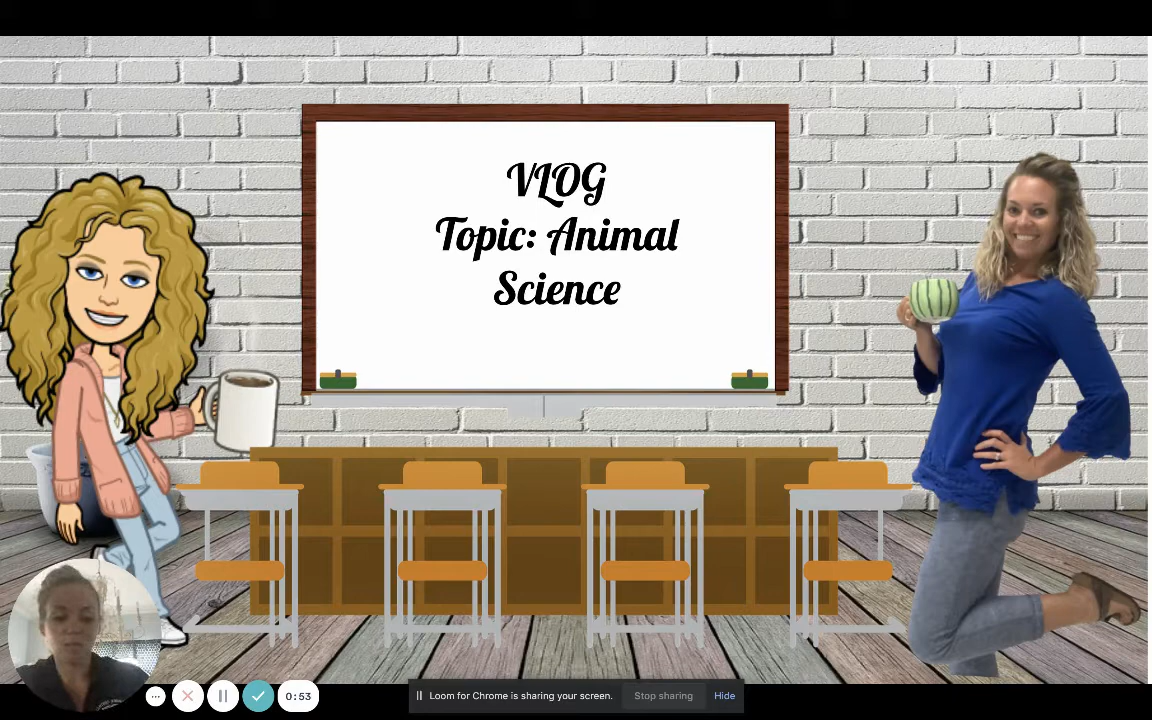 VLOG
Topic: Animal
Science
0:53
Loom for Chrome is sharing your screen.
Stop sharing
Hide